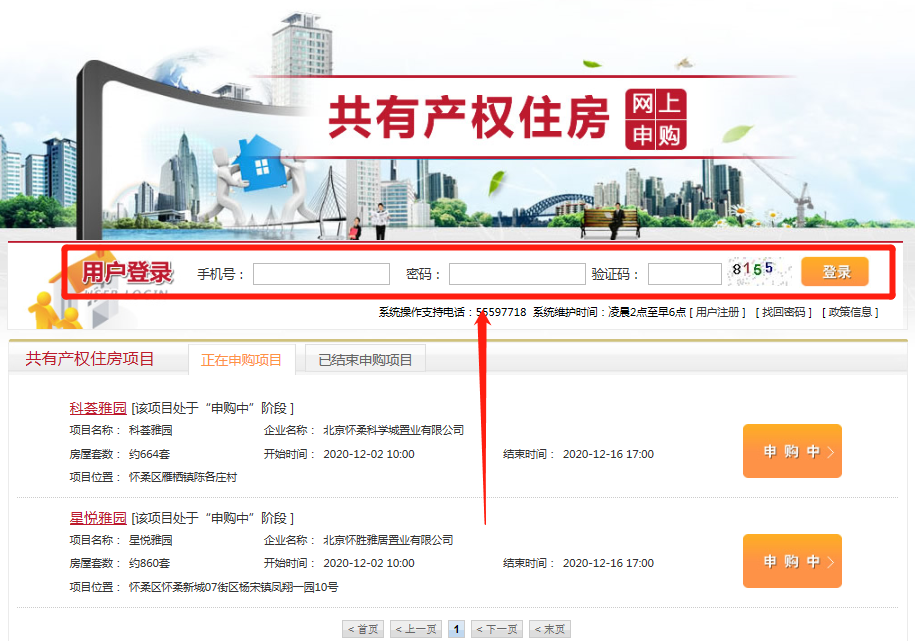 共有产权住房 网上申购
用户登录 手机号： 密码： 验证码： 8155 登录
USER LOGIN
系统操作支持电话：55597718 系统维护时间：凌晨2点至早6点 [ 用户注册 ] [ 找回密码 ] [ 政策信息 ]
共有产权住房项目 正在申购项目 已结束申购项目
科荟雅园 [该项目处于“申购中”阶段 ]
项目名称： 科荟雅园 企业名称： 北京怀柔科学城置业有限公司
房屋套数： 约664套 开始时间： 2020-12-02 10:00 结束时间： 2020-12-16 17:00
申 购 中 >
项目位置： 怀柔区雁栖镇陈各庄村
星悦雅园 [该项目处于“申购中”阶段 ]
项目名称： 星悦雅园 企业名称： 北京怀胜雅居置业有限公司
房屋套数： 约860套 开始时间： 2020-12-02 10:00 结束时间： 2020-12-16 17:00
申 购 中 >
项目位置： 怀柔区怀柔新城07街区杨宋镇凤翔一园10号
< 首页 < 上一页 1 < 下一页 < 末页